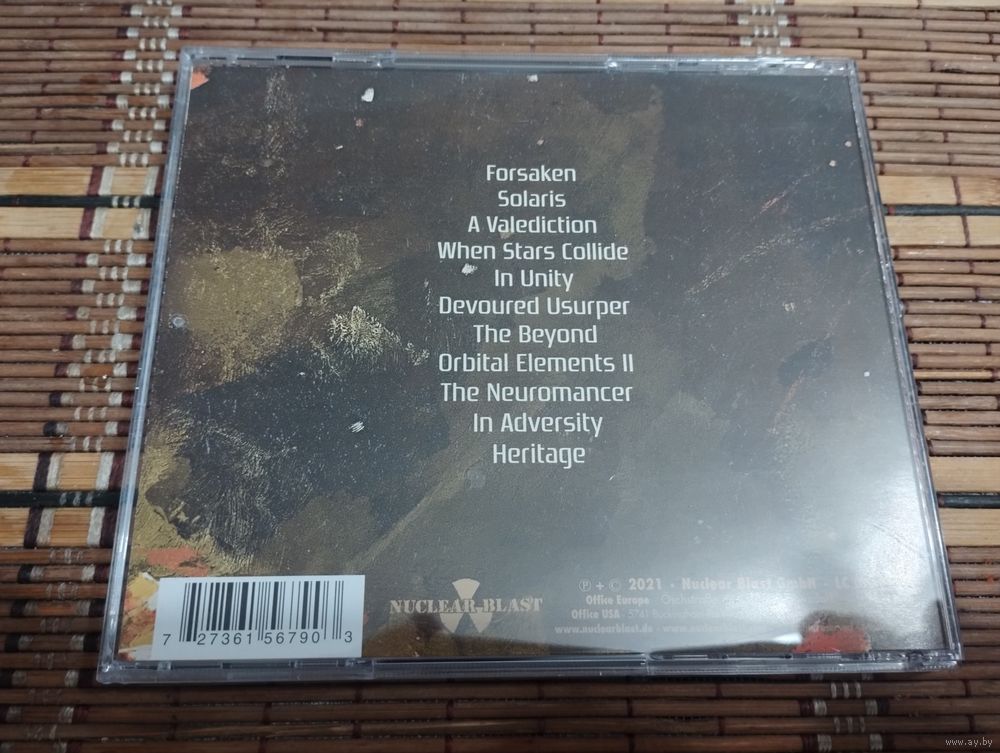 Forsaken
Solaris
A Valediction
When Stars Collide
In Unity
Devoured Usurper
The Beyond
Orbital Elements II
The Neuromancer
In Adversity
Heritage
NUCLEAR BLAST
℗ + © 2021 · Nuclear Blast GmbH · LC
Office Europe
Office USA · 5741
www.nuclearblast.de ·
7 27361 56790 3
www.ay.by